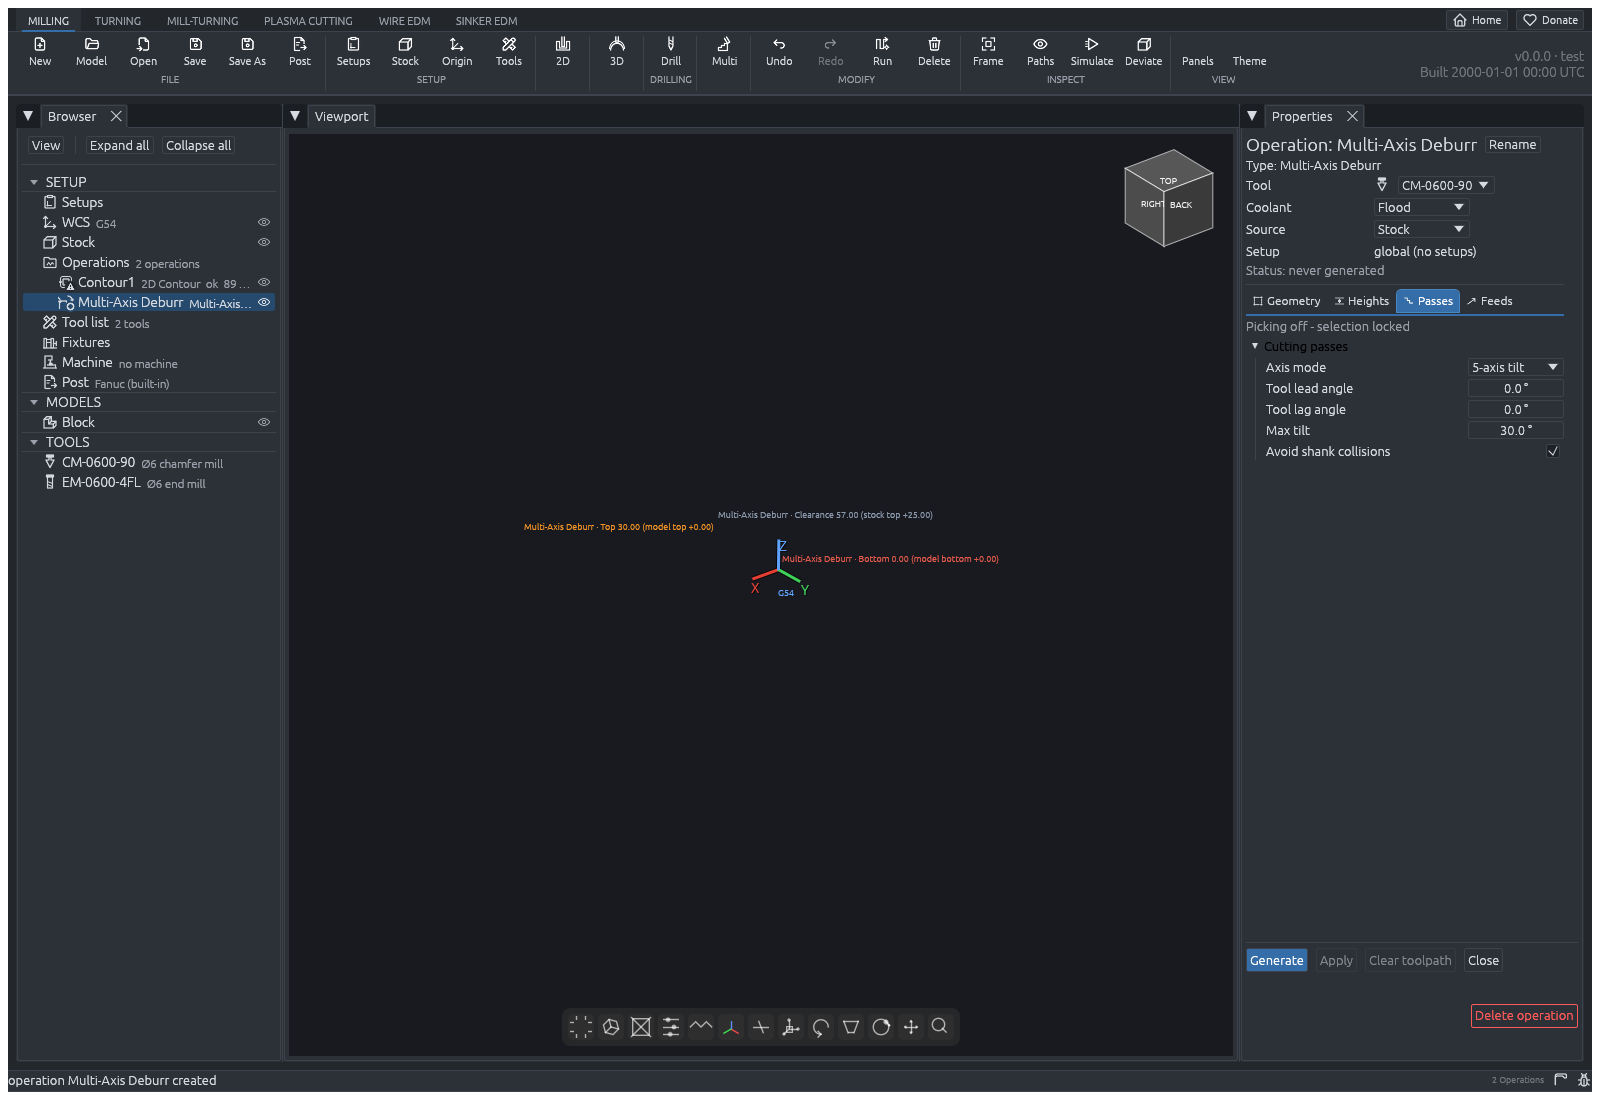 MILLING TURNING MILL-TURNING PLASMA CUTTING WIRE EDM SINKER EDM Home Donate
New Model Open Save Save As Post Setups Stock Origin Tools 2D 3D Drill Multi Undo Redo Run Delete Frame Paths Simulate Deviate Panels Theme
FILE SETUP DRILLING MODIFY INSPECT VIEW
v0.0.0 · test
Built 2000-01-01 00:00 UTC
Browser
View Expand all Collapse all
SETUP
Setups
WCS G54
Stock
Operations 2 operations
Contour1 2D Contour ok 89 ...
Multi-Axis Deburr Multi-Axis...
Tool list 2 tools
Fixtures
Machine no machine
Post Fanuc (built-in)
MODELS
Block
TOOLS
CM-0600-90 Ø6 chamfer mill
EM-0600-4FL Ø6 end mill
Viewport
TOP
RIGHT BACK
Multi-Axis Deburr · Clearance 57.00 (stock top +25.00)
Multi-Axis Deburr · Top 30.00 (model top +0.00)
Z
Multi-Axis Deburr · Bottom 0.00 (model bottom +0.00)
X G54 Y
Properties
Operation: Multi-Axis Deburr Rename
Type: Multi-Axis Deburr
Tool CM-0600-90
Coolant Flood
Source Stock
Setup global (no setups)
Status: never generated
Geometry Heights Passes Feeds
Picking off - selection locked
Cutting passes
Axis mode 5-axis tilt
Tool lead angle 0.0 °
Tool lag angle 0.0 °
Max tilt 30.0 °
Avoid shank collisions
Generate Apply Clear toolpath Close
Delete operation
operation Multi-Axis Deburr created
2 Operations